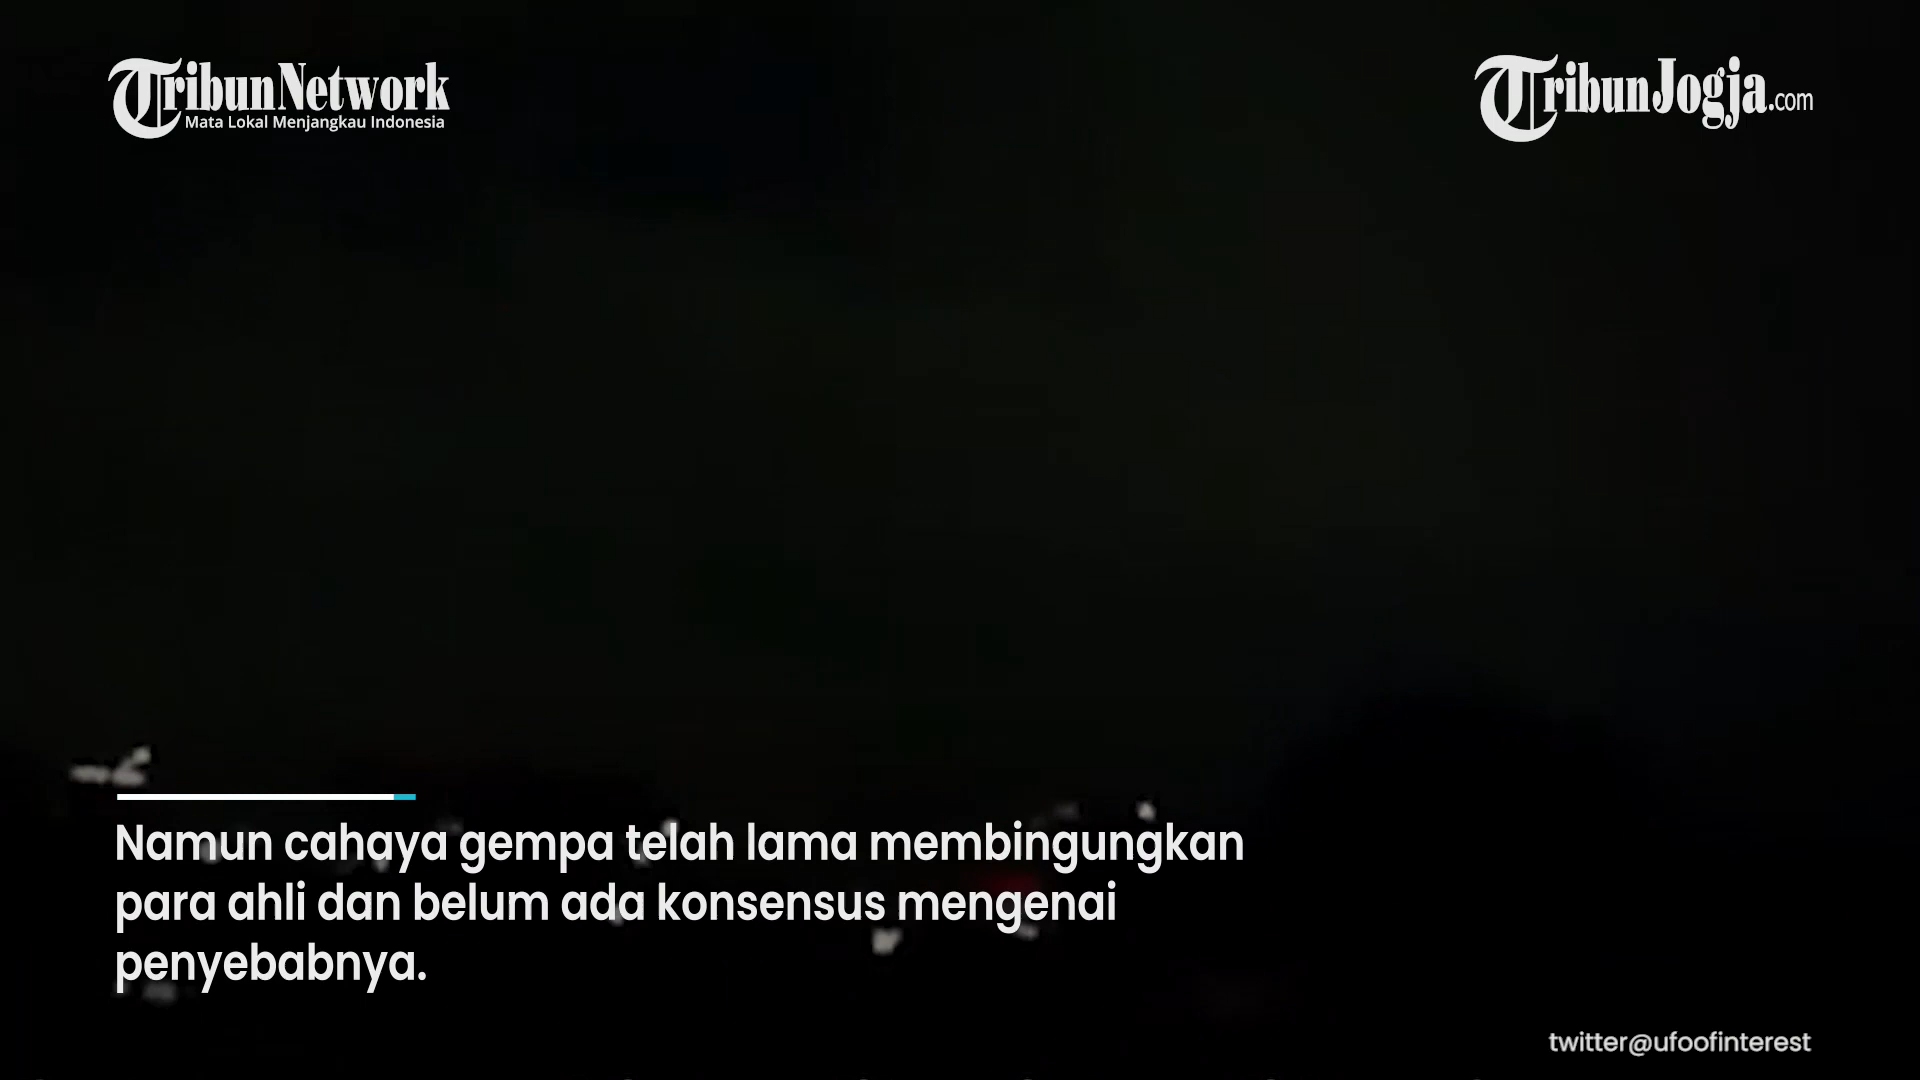 TribunNetwork
Mata Lokal Menjangkau Indonesia
TribunJogja.com
Namun cahaya gempa telah lama membingungkan
para ahli dan belum ada konsensus mengenai
penyebabnya.
twitter@ufoofinterest